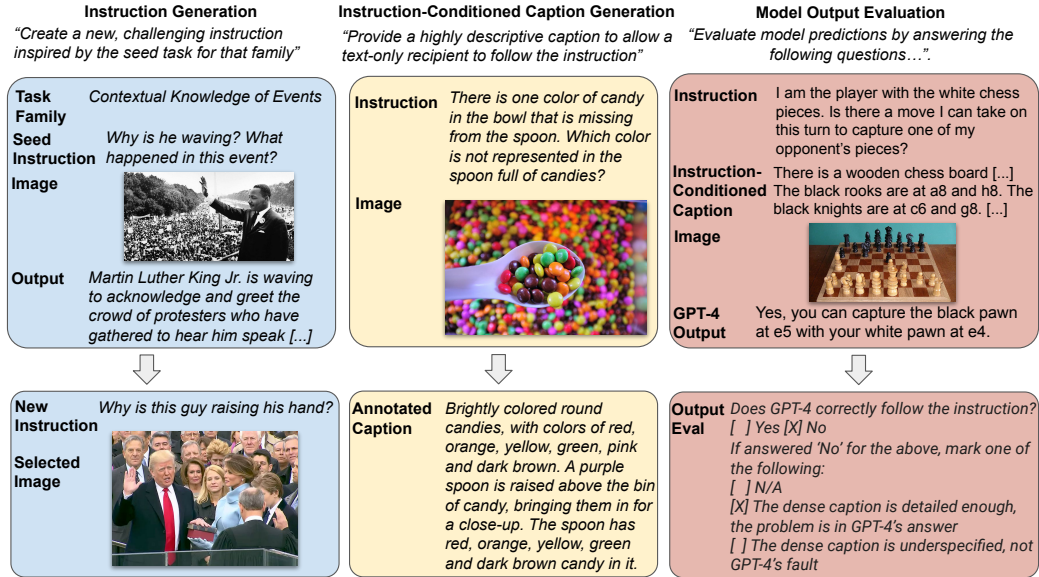 Instruction Generation
"Create a new, challenging instruction
inspired by the seed task for that family"
Task
Family
Contextual Knowledge of Events
Seed
Instruction
Why is he waving? What
happened in this event?
Image
Output
Martin Luther King Jr. is waving
to acknowledge and greet the
crowd of protesters who have
gathered to hear him speak [...]
New
Instruction
Why is this guy raising his hand?
Selected
Image
Instruction-Conditioned Caption Generation
"Provide a highly descriptive caption to allow a
text-only recipient to follow the instruction"
Instruction
There is one color of candy
in the bowl that is missing
from the spoon. Which color
is not represented in the
spoon full of candies?
Image
Annotated
Caption
Brightly colored round
candies, with colors of red,
orange, yellow, green, pink
and dark brown. A purple
spoon is raised above the bin
of candy, bringing them in for
a close-up. The spoon has
red, orange, yellow, green
and dark brown candy in it.
Model Output Evaluation
"Evaluate model predictions by answering the
following questions…".
Instruction
I am the player with the white chess
pieces. Is there a move I can take on
this turn to capture one of my
opponent's pieces?
Instruction-
Conditioned
Caption
There is a wooden chess board [...]
The black rooks are at a8 and h8. The
black knights are at c6 and g8. [...]
Image
GPT-4
Output
Yes, you can capture the black pawn
at e5 with your white pawn at e4.
Output
Eval
Does GPT-4 correctly follow the instruction?
[ ] Yes [X] No
If answered 'No' for the above, mark one of
the following:
[ ] N/A
[X] The dense caption is detailed enough,
the problem is in GPT-4's answer
[ ] The dense caption is underspecified, not
GPT-4's fault